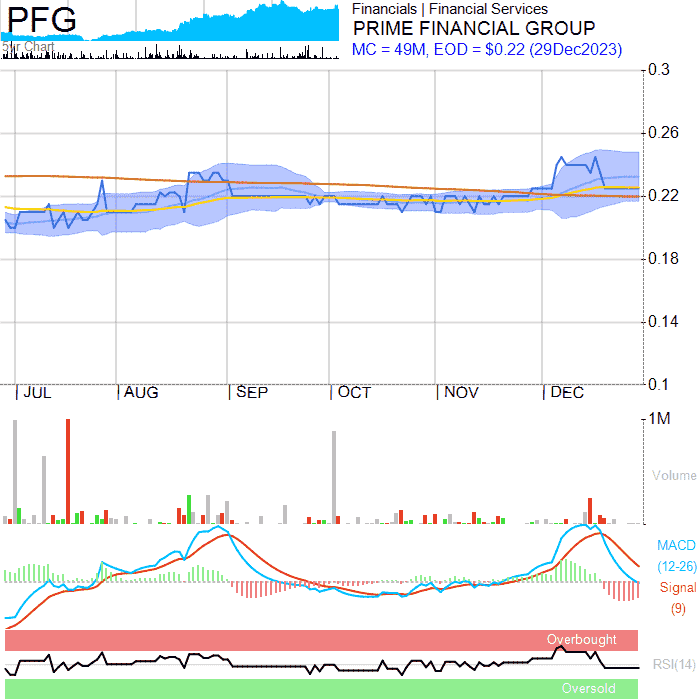 PFG
5yr Chart
Financials | Financial Services
PRIME FINANCIAL GROUP
MC = 49M, EOD = $0.22 (29Dec2023)
0.3
0.26
0.22
0.18
0.14
0.1
JUL AUG SEP OCT NOV DEC
1M
Volume
MACD
(12-26)
Signal
(9)
Overbought
RSI(14)
Oversold